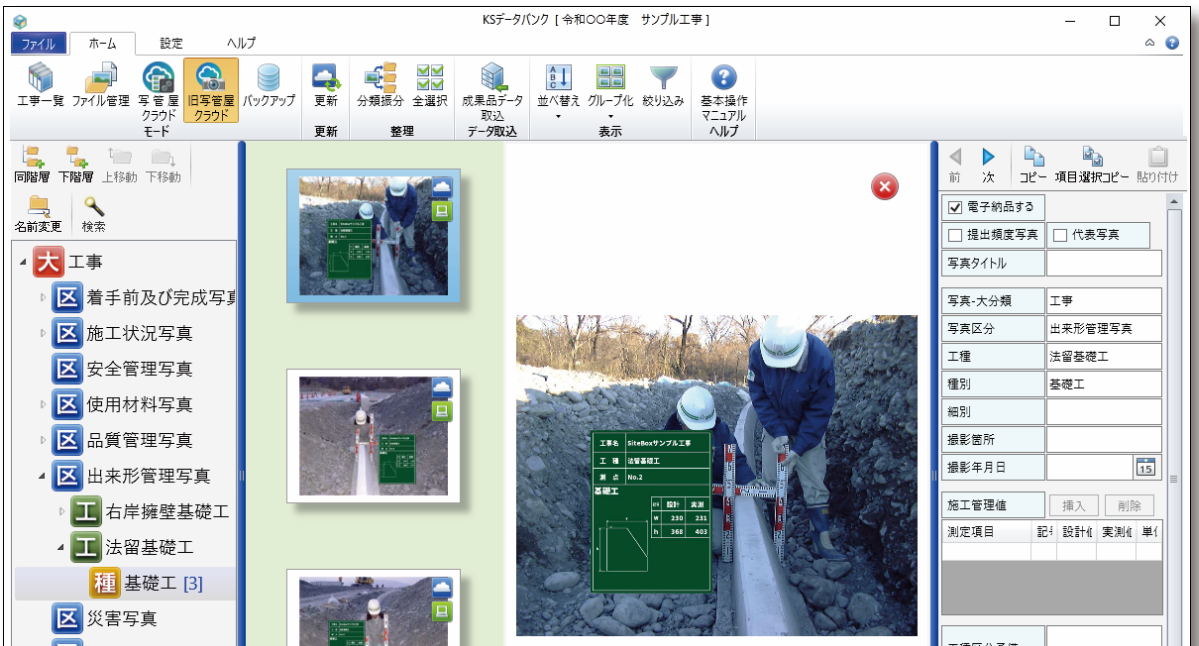 KSデータバンク [ 令和〇〇年度 サンプル工事 ]
ファイル ホーム 設定 ヘルプ
工事一覧 ファイル管理 写管屋クラウド 旧写管屋クラウド バックアップ 更新 分類振分 全選択 成果品データ取込 並べ替え グループ化 絞り込み 基本操作マニュアル
モード 更新 整理 データ取込 表示 ヘルプ
同階層 下階層 上移動 下移動
名前変更 検索
大 工事
区 着手前及び完成写真
区 施工状況写真
区 安全管理写真
区 使用材料写真
区 品質管理写真
区 出来形管理写真
工 右岸擁壁基礎工
工 法留基礎工
種 基礎工 [3]
区 災害写真
工事名 SiteBoxサンプル工事
工 種 法留基礎工
測 点 No.2
基礎工
設計 実測
W 230 231
h 368 403
前 次 コピー 項目選択コピー 貼り付け
電子納品する
提出頻度写真 代表写真
写真タイトル
写真-大分類 工事
写真区分 出来形管理写真
工種 法留基礎工
種別 基礎工
細別
撮影箇所
撮影年月日 15
施工管理値 挿入 削除
測定項目 記 設計 実測 単